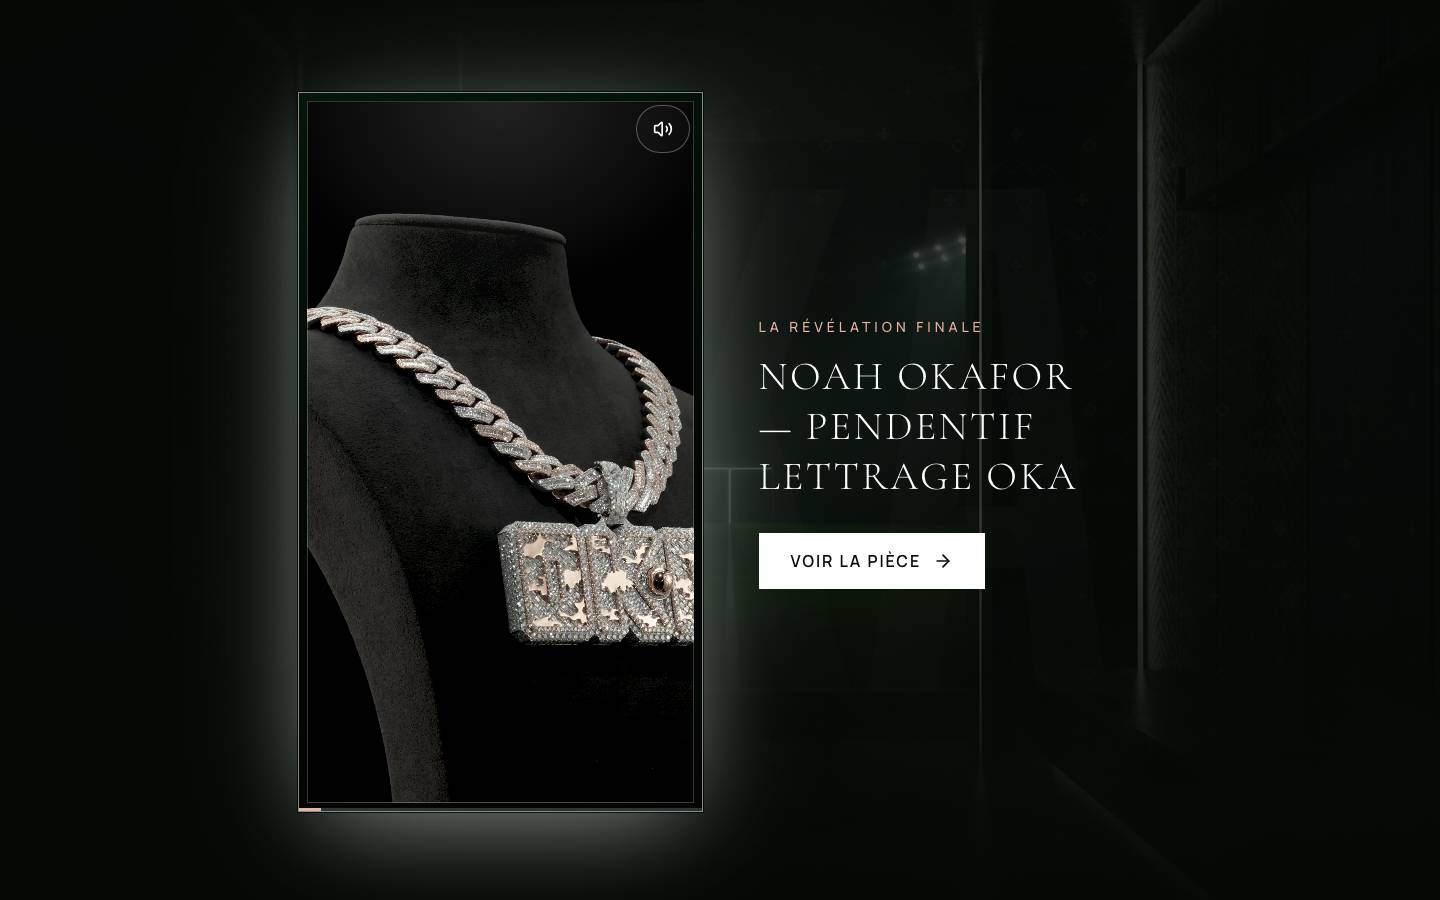 LA RÉVÉLATION FINALE
NOAH OKAFOR
— PENDENTIF
LETTRAGE OKA
VOIR LA PIÈCE